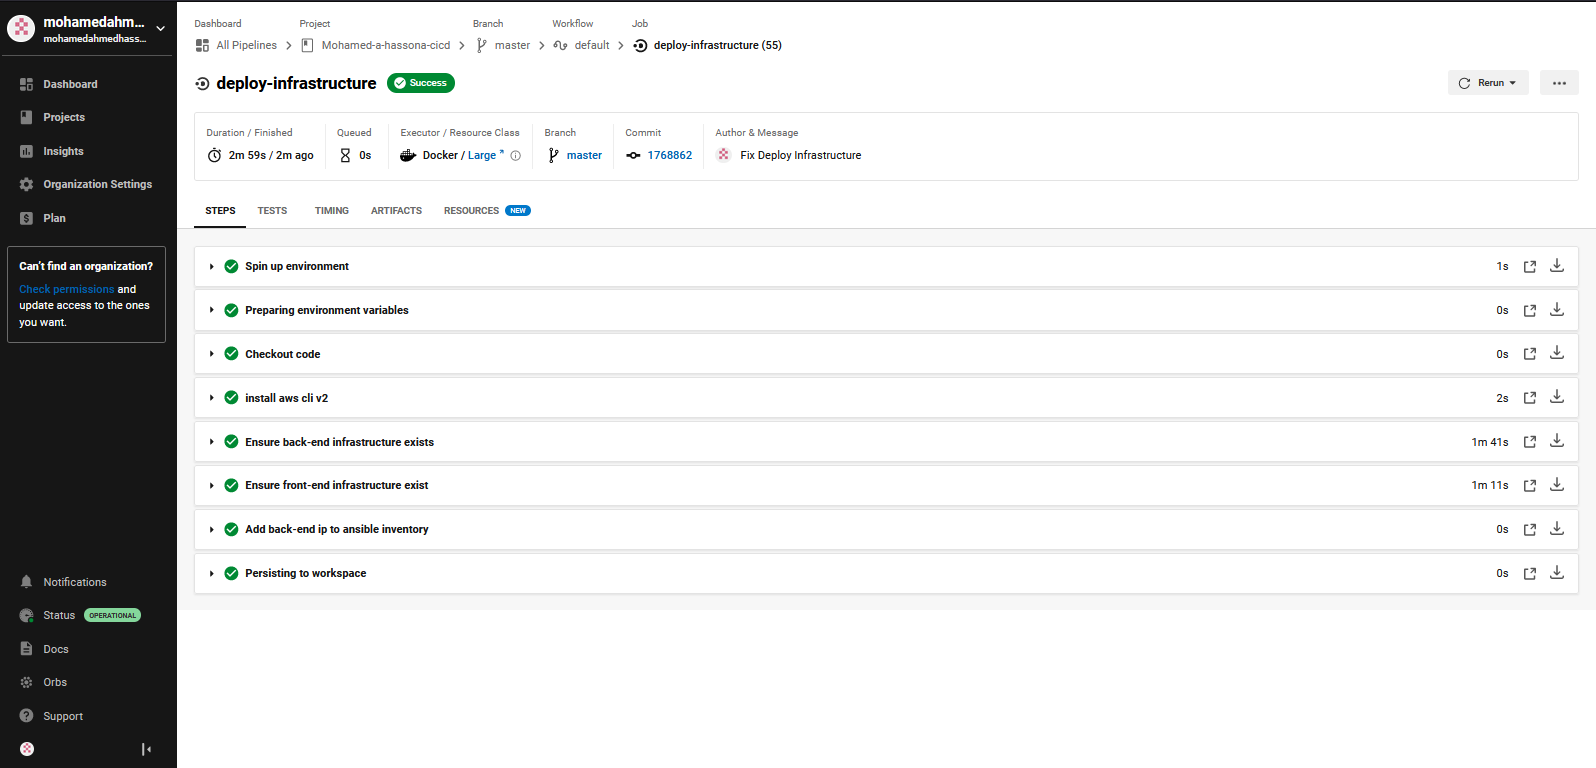 mohamedahm...
mohamedahmedhass...
Dashboard
Projects
Insights
Organization Settings
Plan
Can't find an organization?
Check permissions and
update access to the ones
you want.
Notifications
Status OPERATIONAL
Docs
Orbs
Support
Dashboard Project Branch Workflow Job
All Pipelines Mohamed-a-hassona-cicd master default deploy-infrastructure (55)
deploy-infrastructure Success
Rerun
Duration / Finished Queued Executor / Resource Class Branch Commit Author & Message
2m 59s / 2m ago 0s Docker / Large master 1768862 Fix Deploy Infrastructure
STEPS TESTS TIMING ARTIFACTS RESOURCES NEW
Spin up environment 1s
Preparing environment variables 0s
Checkout code 0s
install aws cli v2 2s
Ensure back-end infrastructure exists 1m 41s
Ensure front-end infrastructure exist 1m 11s
Add back-end ip to ansible inventory 0s
Persisting to workspace 0s